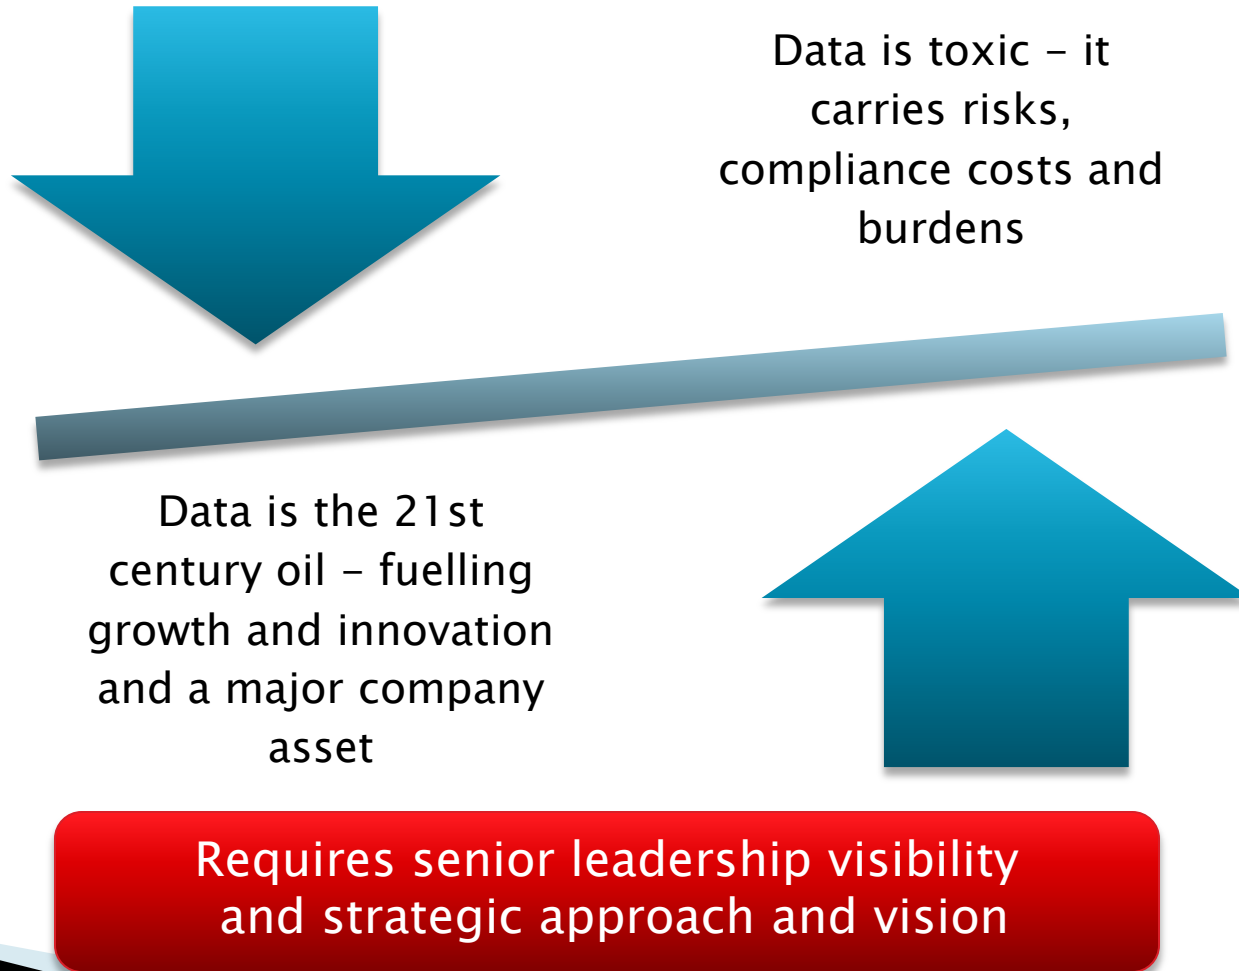 Data is toxic – it
carries risks,
compliance costs and
burdens
Data is the 21st
century oil – fuelling
growth and innovation
and a major company
asset
Requires senior leadership visibility
and strategic approach and vision